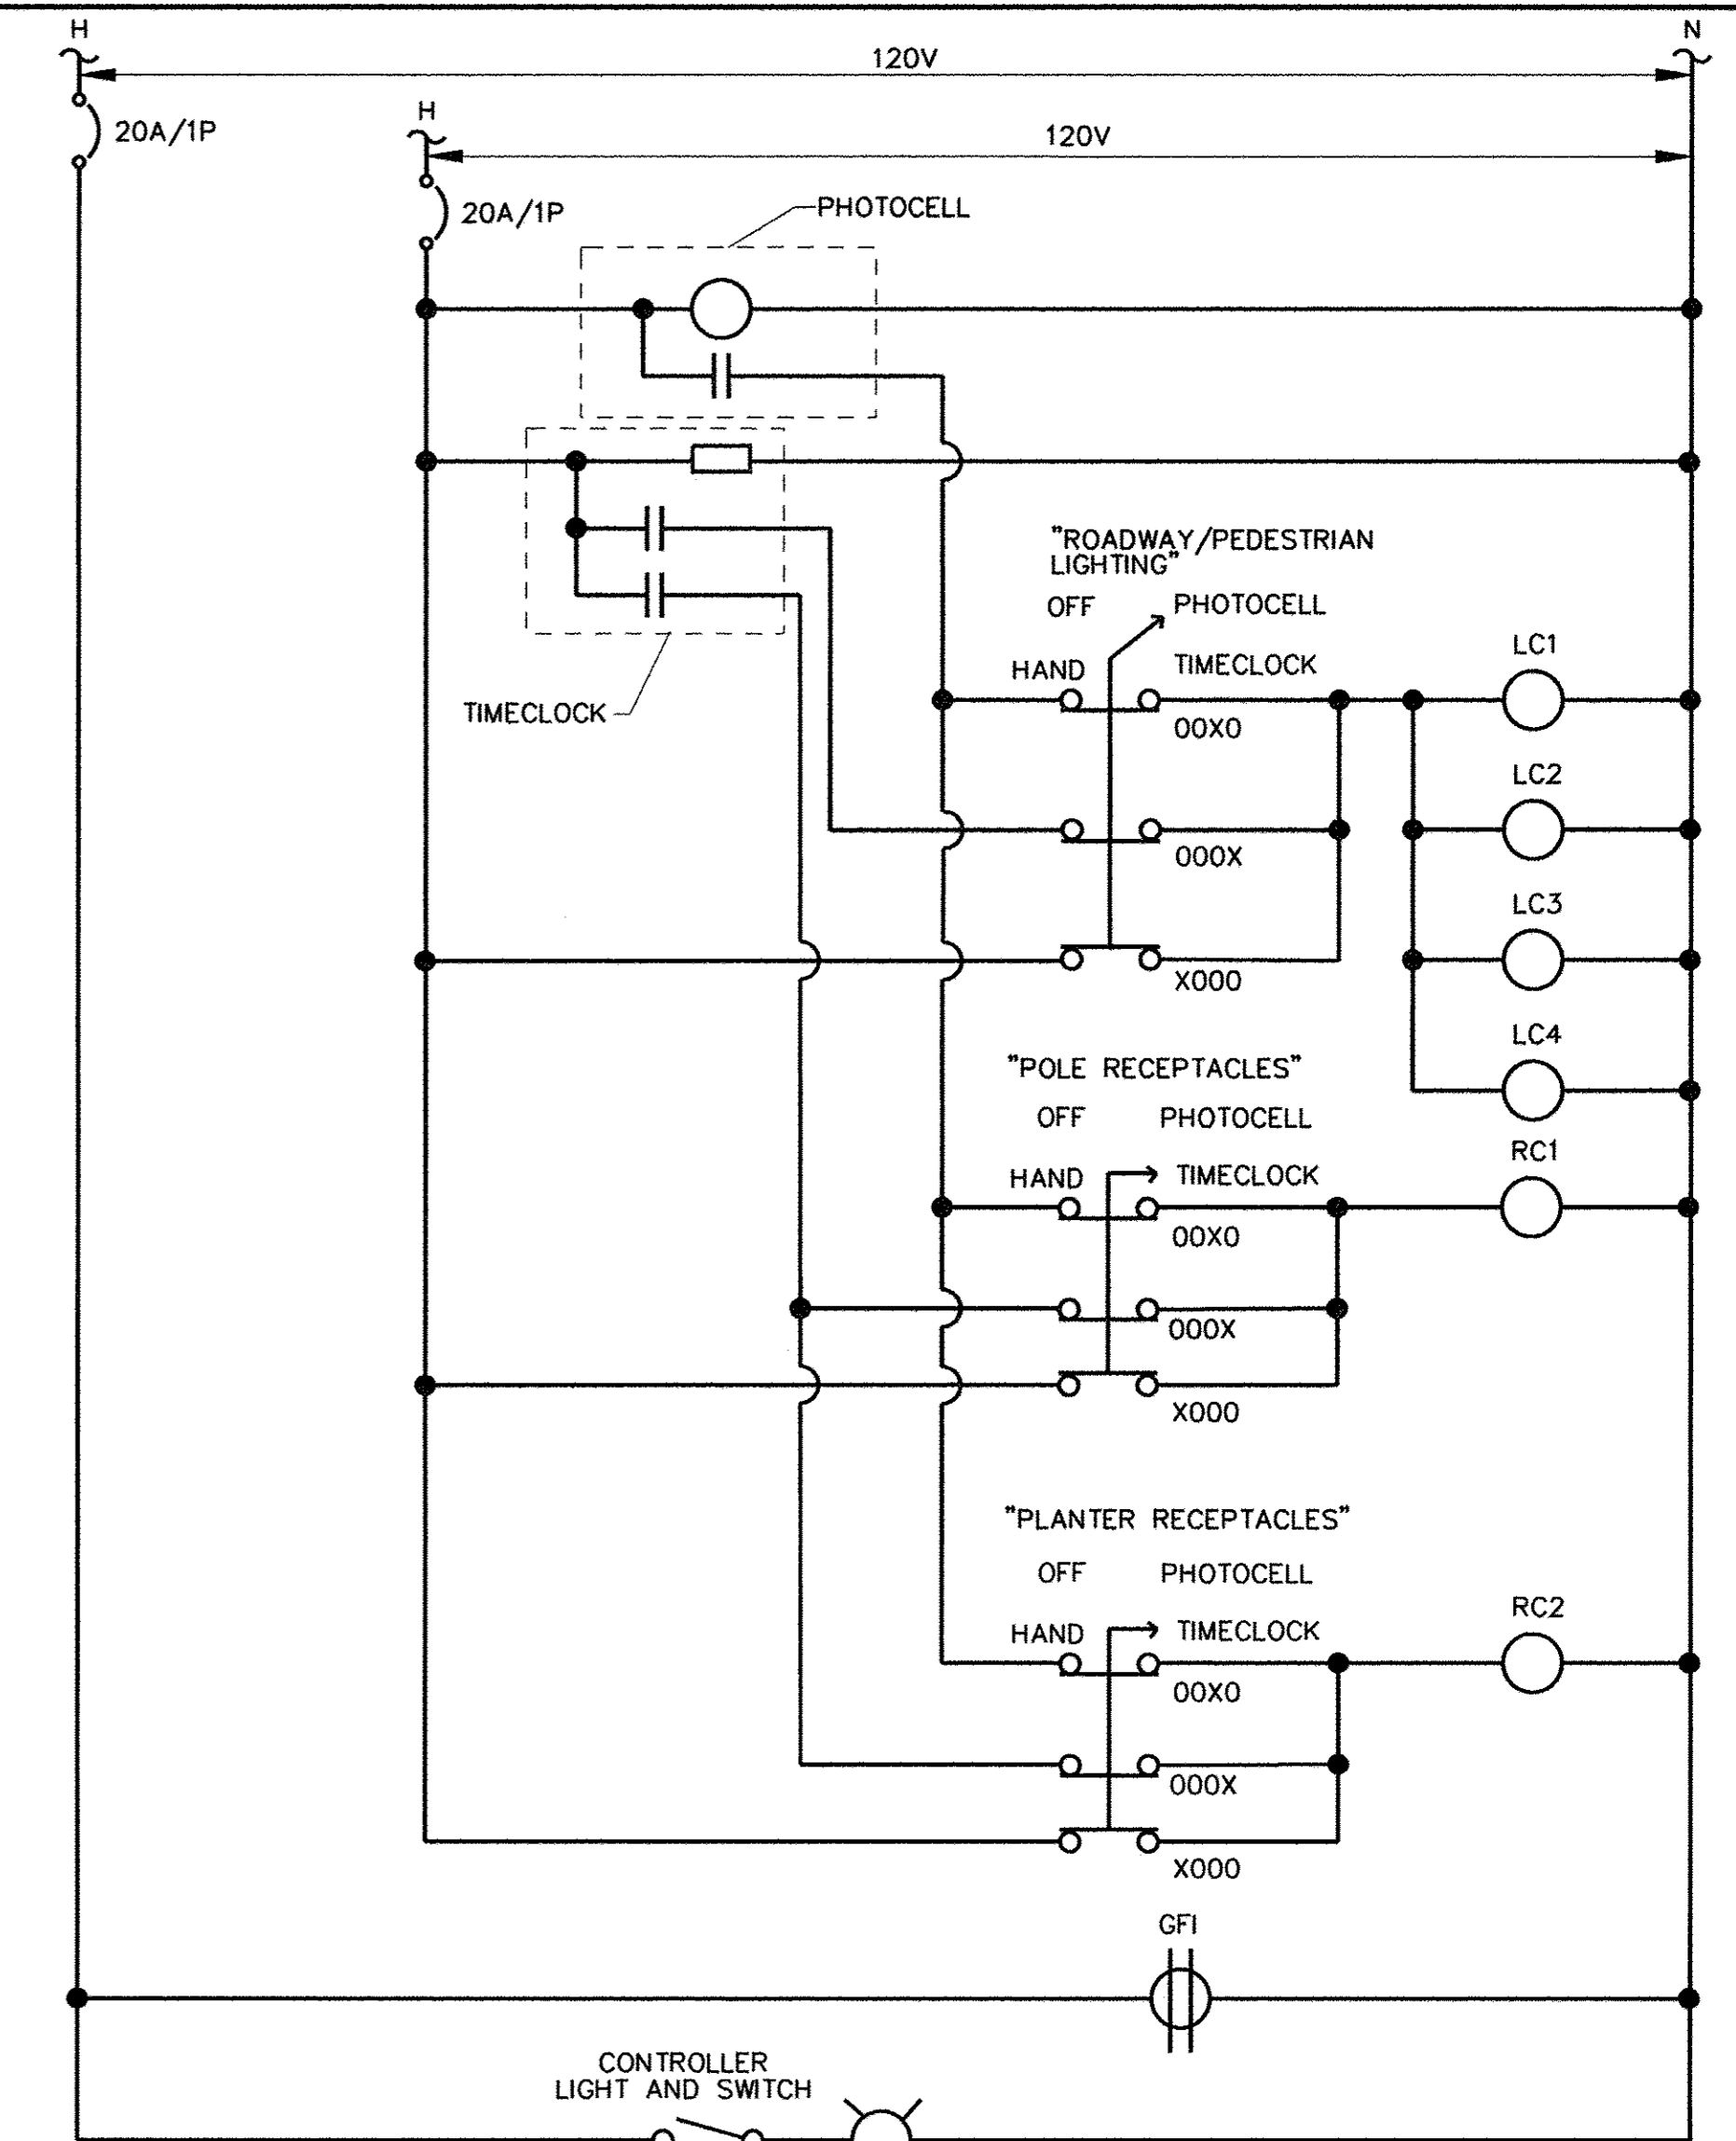 H
N
120V
20A/1P
H
120V
20A/1P
PHOTOCELL
"ROADWAY/PEDESTRIAN
LIGHTING"
OFF PHOTOCELL
HAND TIMECLOCK
LC1
TIMECLOCK
00X0
LC2
000X
LC3
X000
LC4
"POLE RECEPTACLES"
OFF PHOTOCELL
RC1
HAND TIMECLOCK
00X0
000X
X000
"PLANTER RECEPTACLES"
OFF PHOTOCELL
RC2
HAND TIMECLOCK
00X0
000X
X000
GFI
CONTROLLER
LIGHT AND SWITCH